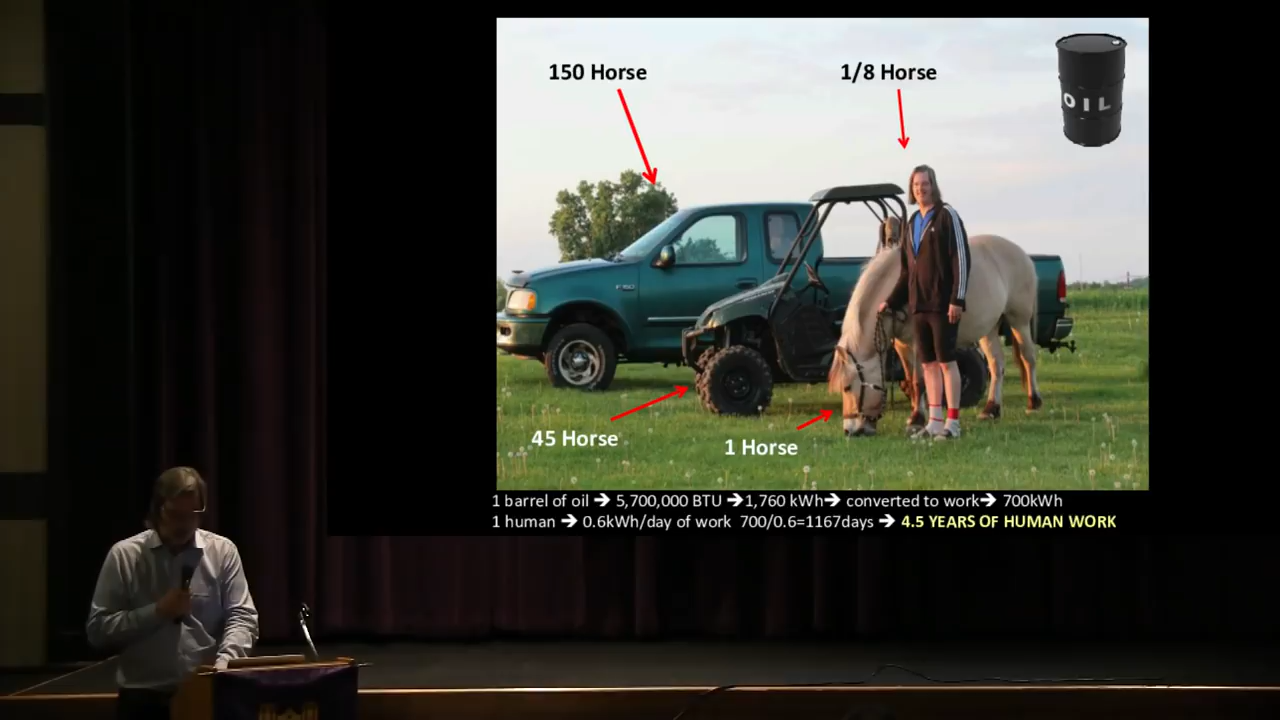 150 Horse
1/8 Horse
OIL
F150
45 Horse
1 Horse
1 barrel of oil ➔ 5,700,000 BTU ➔1,760 kWh➔ converted to work➔ 700kWh
1 human ➔ 0.6kWh/day of work 700/0.6=1167days ➔ 4.5 YEARS OF HUMAN WORK